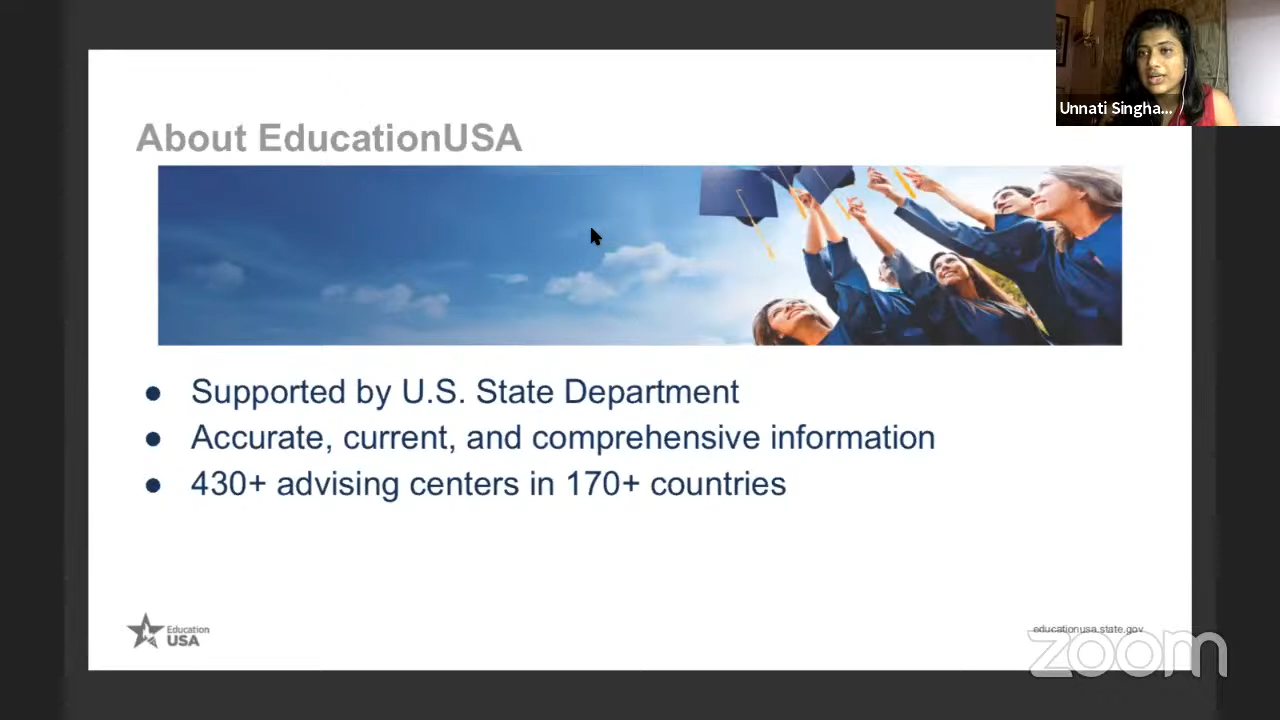 Unnati Singha...
About EducationUSA
● Supported by U.S. State Department
● Accurate, current, and comprehensive information
● 430+ advising centers in 170+ countries
Education
USA
educationusa.state.gov
zoom